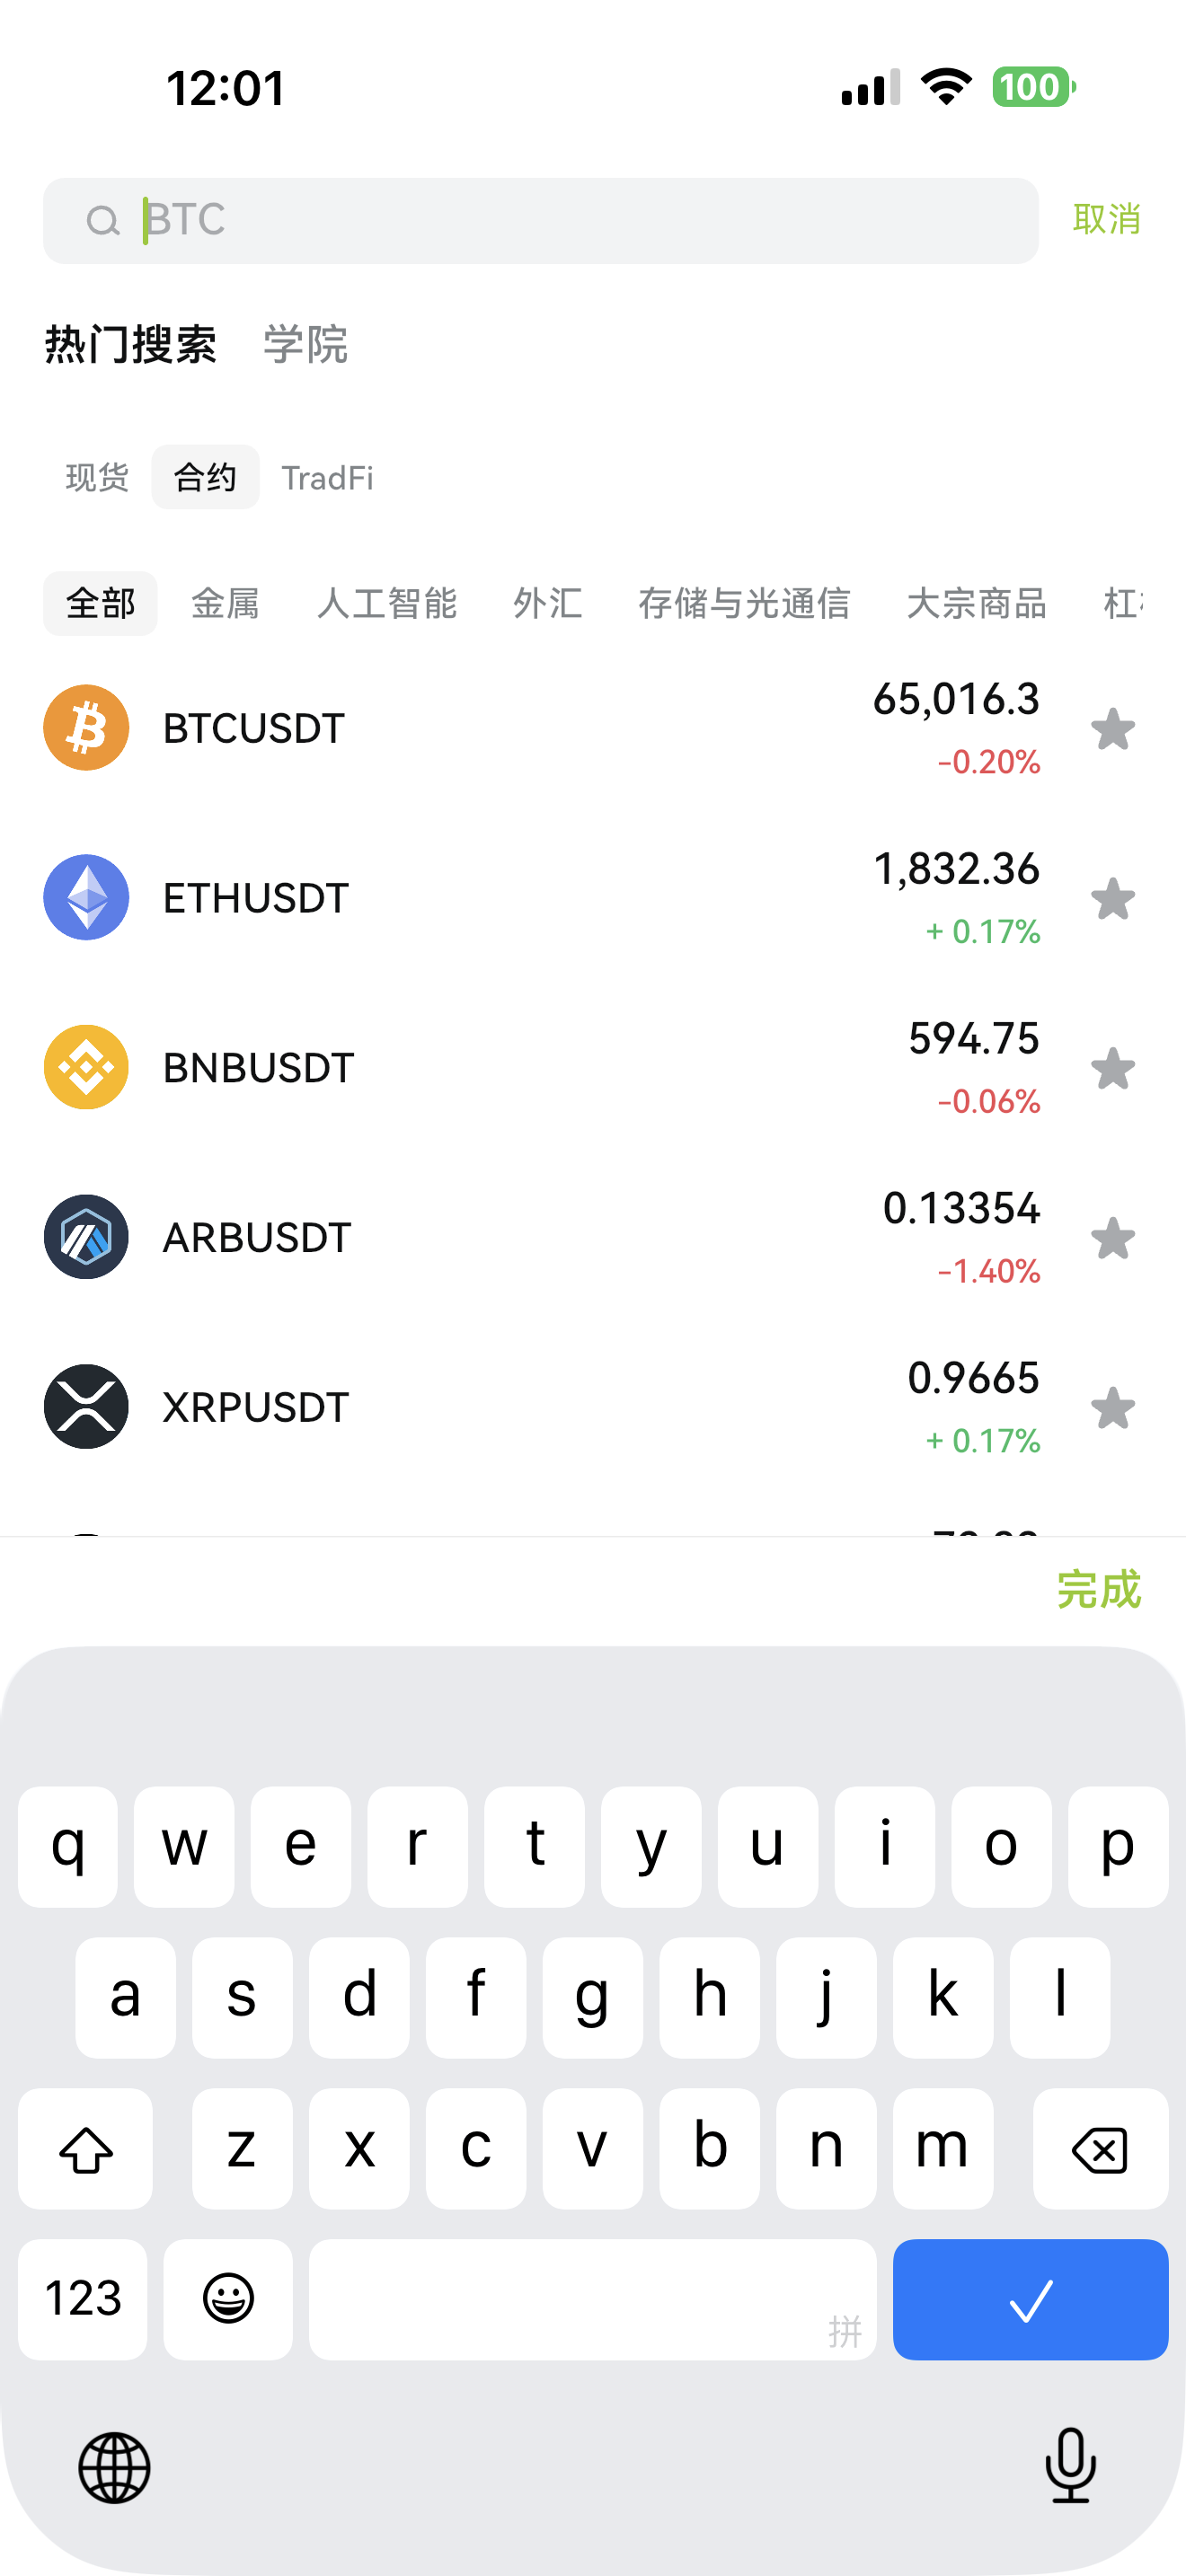 12:01
100
BTC
取消
热门搜索 学院
现货 合约 TradFi
全部 金属 人工智能 外汇 存储与光通信 大宗商品
BTCUSDT
65,016.3
-0.20%
ETHUSDT
1,832.36
+ 0.17%
BNBUSDT
594.75
-0.06%
ARBUSDT
0.13354
-1.40%
XRPUSDT
0.9665
+ 0.17%
完成
q w e r t y u i o p
a s d f g h j k l
z x c v b n m
123
拼